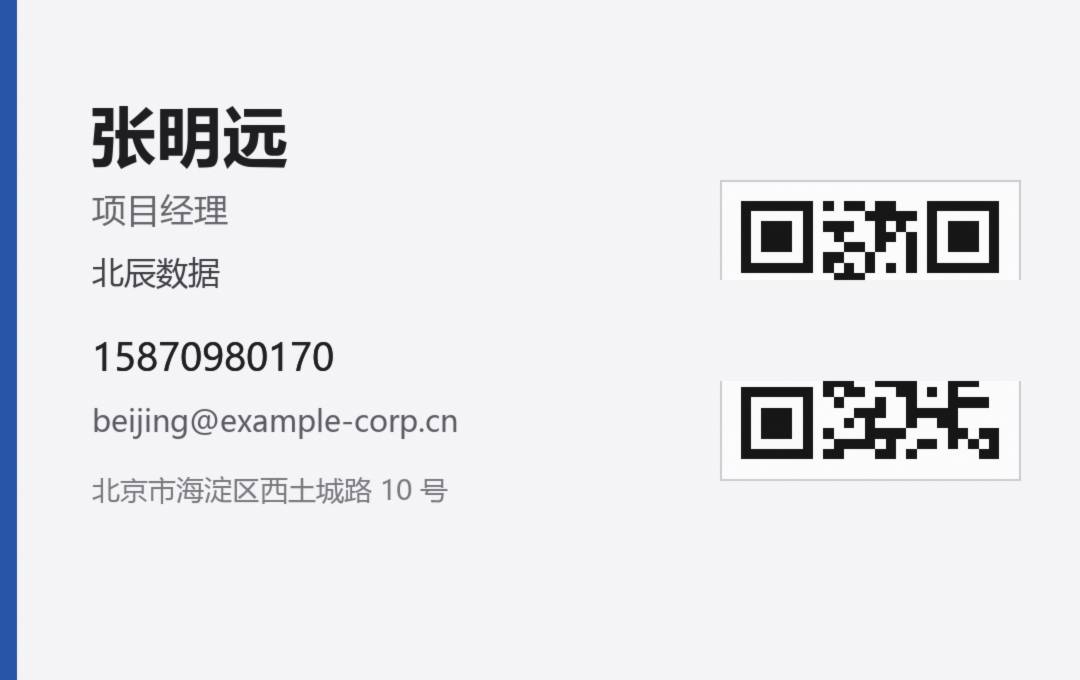 张明远
项目经理
北辰数据
15870980170
beijing@example-corp.cn
北京市海淀区西土城路 10 号